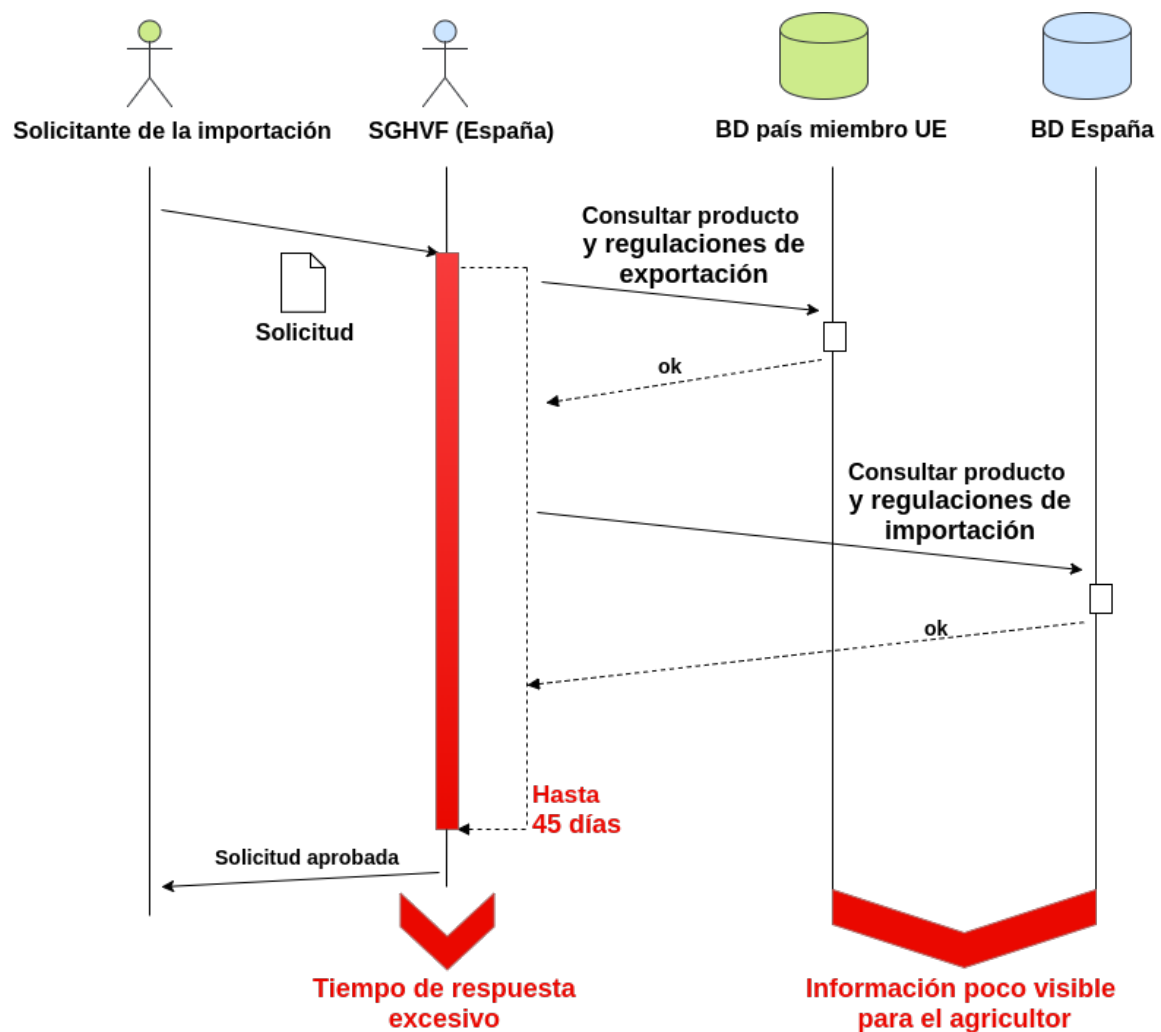 Solicitante de la importación
SGHVF (España)
BD país miembro UE
BD España
Consultar producto
y regulaciones de
exportación
Solicitud
ok
Consultar producto
y regulaciones de
importación
ok
Hasta
45 días
Solicitud aprobada
Tiempo de respuesta
excesivo
Información poco visible
para el agricultor